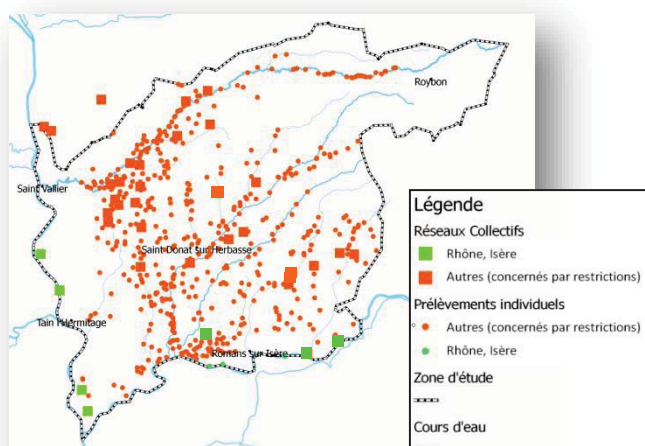 Roybon
Saint Vallier
Saint Donat sur Herbasse
Tain l'Hermitage
Romans sur Isère
Légende
Réseaux Collectifs
Rhône, Isère
Autres (concernés par restrictions)
Prélèvements individuels
Autres (concernés par restrictions)
Rhône, Isère
Zone d'étude
Cours d'eau